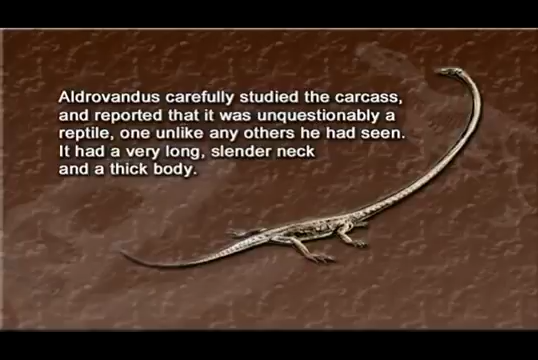 Aldrovandus carefully studied the carcass,
and reported that it was unquestionably a
reptile, one unlike any others he had seen.
It had a very long, slender neck
and a thick body.